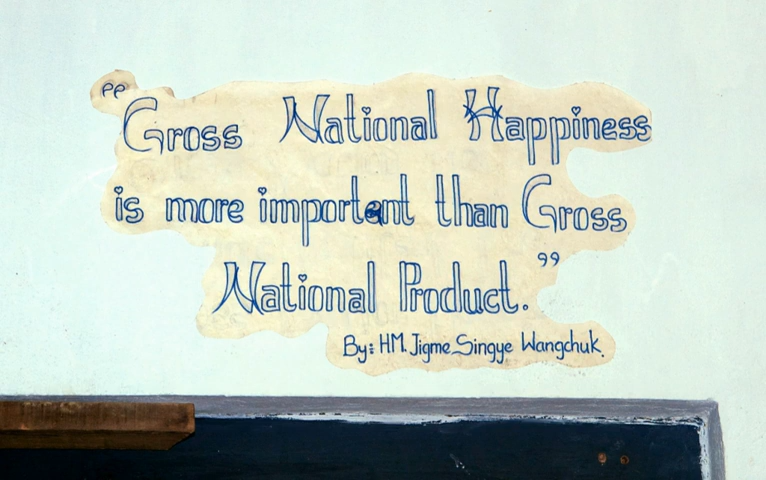 “Gross National Happiness
is more important than Gross
National Product.”
By: HM. Jigme Singye Wangchuk.